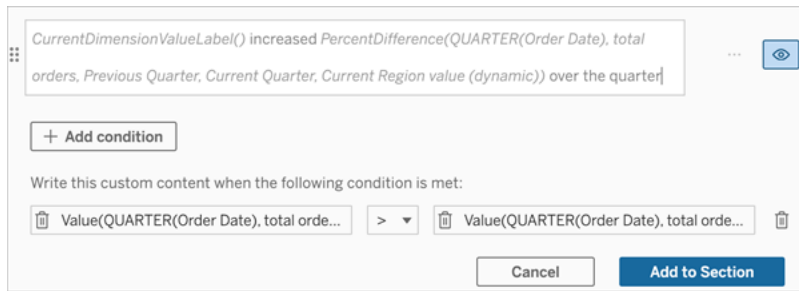 CurrentDimensionValueLabel() increased PercentDifference(QUARTER(Order Date), total
orders, Previous Quarter, Current Quarter, Current Region value (dynamic)) over the quarter
+ Add condition
Write this custom content when the following condition is met:
Value(QUARTER(Order Date), total orde... > Value(QUARTER(Order Date), total orde...
Cancel Add to Section